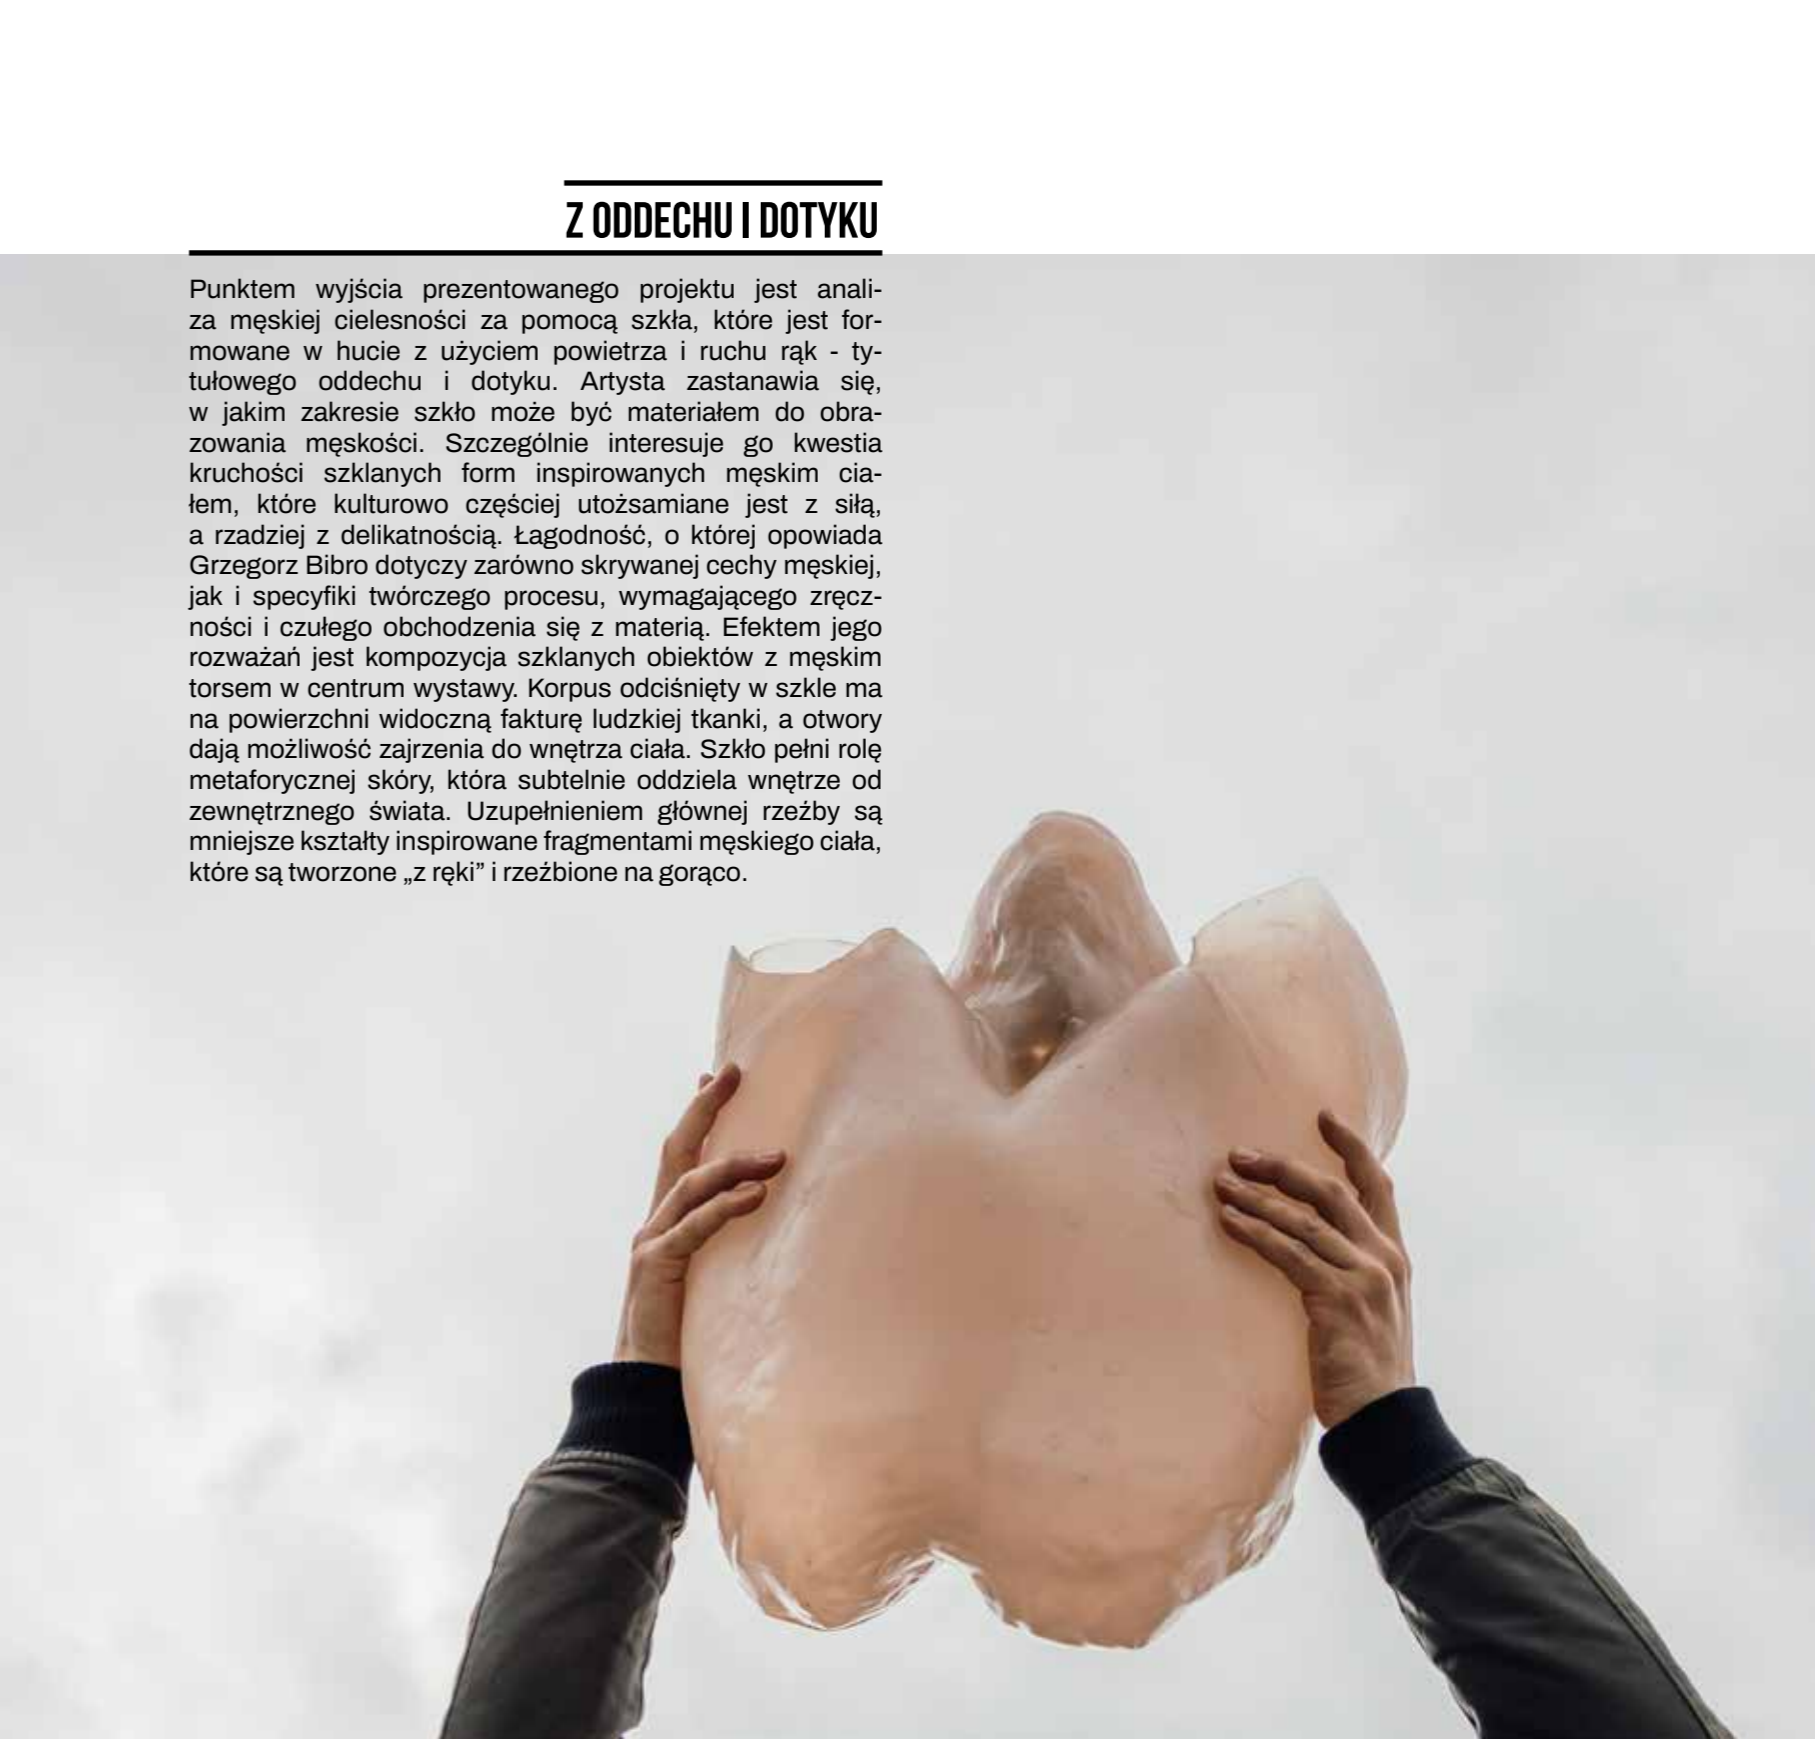 Z ODDECHU I DOTYKU
Punktem wyjścia prezentowanego projektu jest anali-
za męskiej cielesności za pomocą szkła, które jest for-
mowane w hucie z użyciem powietrza i ruchu rąk - ty-
tułowego oddechu i dotyku. Artysta zastanawia się,
w jakim zakresie szkło może być materiałem do obra-
zowania męskości. Szczególnie interesuje go kwestia
kruchości szklanych form inspirowanych męskim cia-
łem, które kulturowo częściej utożsamiane jest z siłą,
a rzadziej z delikatnością. Łagodność, o której opowiada
Grzegorz Bibro dotyczy zarówno skrywanej cechy męskiej,
jak i specyfiki twórczego procesu, wymagającego zręcz-
ności i czułego obchodzenia się z materią. Efektem jego
rozważań jest kompozycja szklanych obiektów z męskim
torsem w centrum wystawy. Korpus odciśnięty w szkle ma
na powierzchni widoczną fakturę ludzkiej tkanki, a otwory
dają możliwość zajrzenia do wnętrza ciała. Szkło pełni rolę
metaforycznej skóry, która subtelnie oddziela wnętrze od
zewnętrznego świata. Uzupełnieniem głównej rzeźby są
mniejsze kształty inspirowane fragmentami męskiego ciała,
które są tworzone „z ręki” i rzeźbione na gorąco.